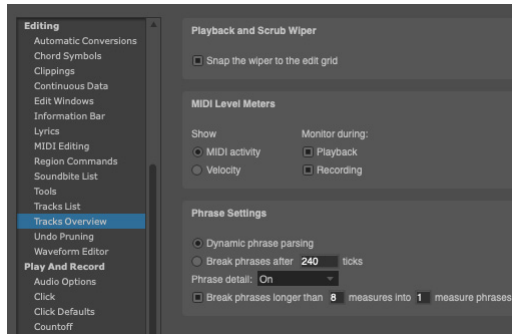 Editing
Automatic Conversions
Chord Symbols
Clippings
Continuous Data
Edit Windows
Information Bar
Lyrics
MIDI Editing
Region Commands
Soundbite List
Tools
Tracks List
Tracks Overview
Undo Pruning
Waveform Editor
Play And Record
Audio Options
Click
Click Defaults
Countoff
Playback and Scrub Wiper
Snap the wiper to the edit grid
MIDI Level Meters
Show Monitor during:
MIDI activity Playback
Velocity Recording
Phrase Settings
Dynamic phrase parsing
Break phrases after 240 ticks
Phrase detail: On
Break phrases longer than 8 measures into 1 measure phrases